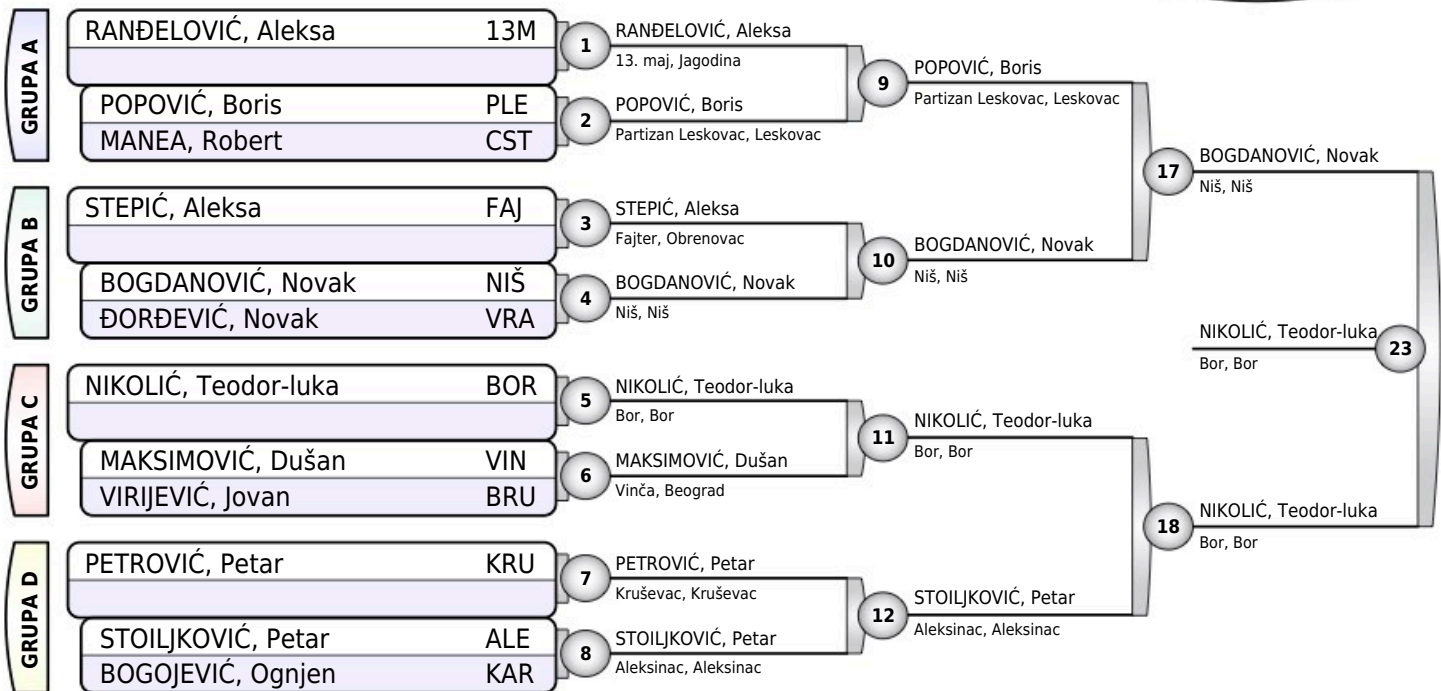 GRUPA A
RANĐELOVIĆ, Aleksa 13M
POPOVIĆ, Boris PLE
MANEA, Robert CST
GRUPA B
STEPIĆ, Aleksa FAJ
BOGDANOVIĆ, Novak NIŠ
ĐORĐEVIĆ, Novak VRA
GRUPA C
NIKOLIĆ, Teodor-luka BOR
MAKSIMOVIĆ, Dušan VIN
VIRIJEVIĆ, Jovan BRU
GRUPA D
PETROVIĆ, Petar KRU
STOILJKOVIĆ, Petar ALE
BOGOJEVIĆ, Ognjen KAR
1
RANĐELOVIĆ, Aleksa
13. maj, Jagodina
2
POPOVIĆ, Boris
Partizan Leskovac, Leskovac
3
STEPIĆ, Aleksa
Fajter, Obrenovac
4
BOGDANOVIĆ, Novak
Niš, Niš
5
NIKOLIĆ, Teodor-luka
Bor, Bor
6
MAKSIMOVIĆ, Dušan
Vinča, Beograd
7
PETROVIĆ, Petar
Kruševac, Kruševac
8
STOILJKOVIĆ, Petar
Aleksinac, Aleksinac
9
POPOVIĆ, Boris
Partizan Leskovac, Leskovac
10
BOGDANOVIĆ, Novak
Niš, Niš
11
NIKOLIĆ, Teodor-luka
Bor, Bor
12
STOILJKOVIĆ, Petar
Aleksinac, Aleksinac
17
BOGDANOVIĆ, Novak
Niš, Niš
18
NIKOLIĆ, Teodor-luka
Bor, Bor
NIKOLIĆ, Teodor-luka
Bor, Bor
23